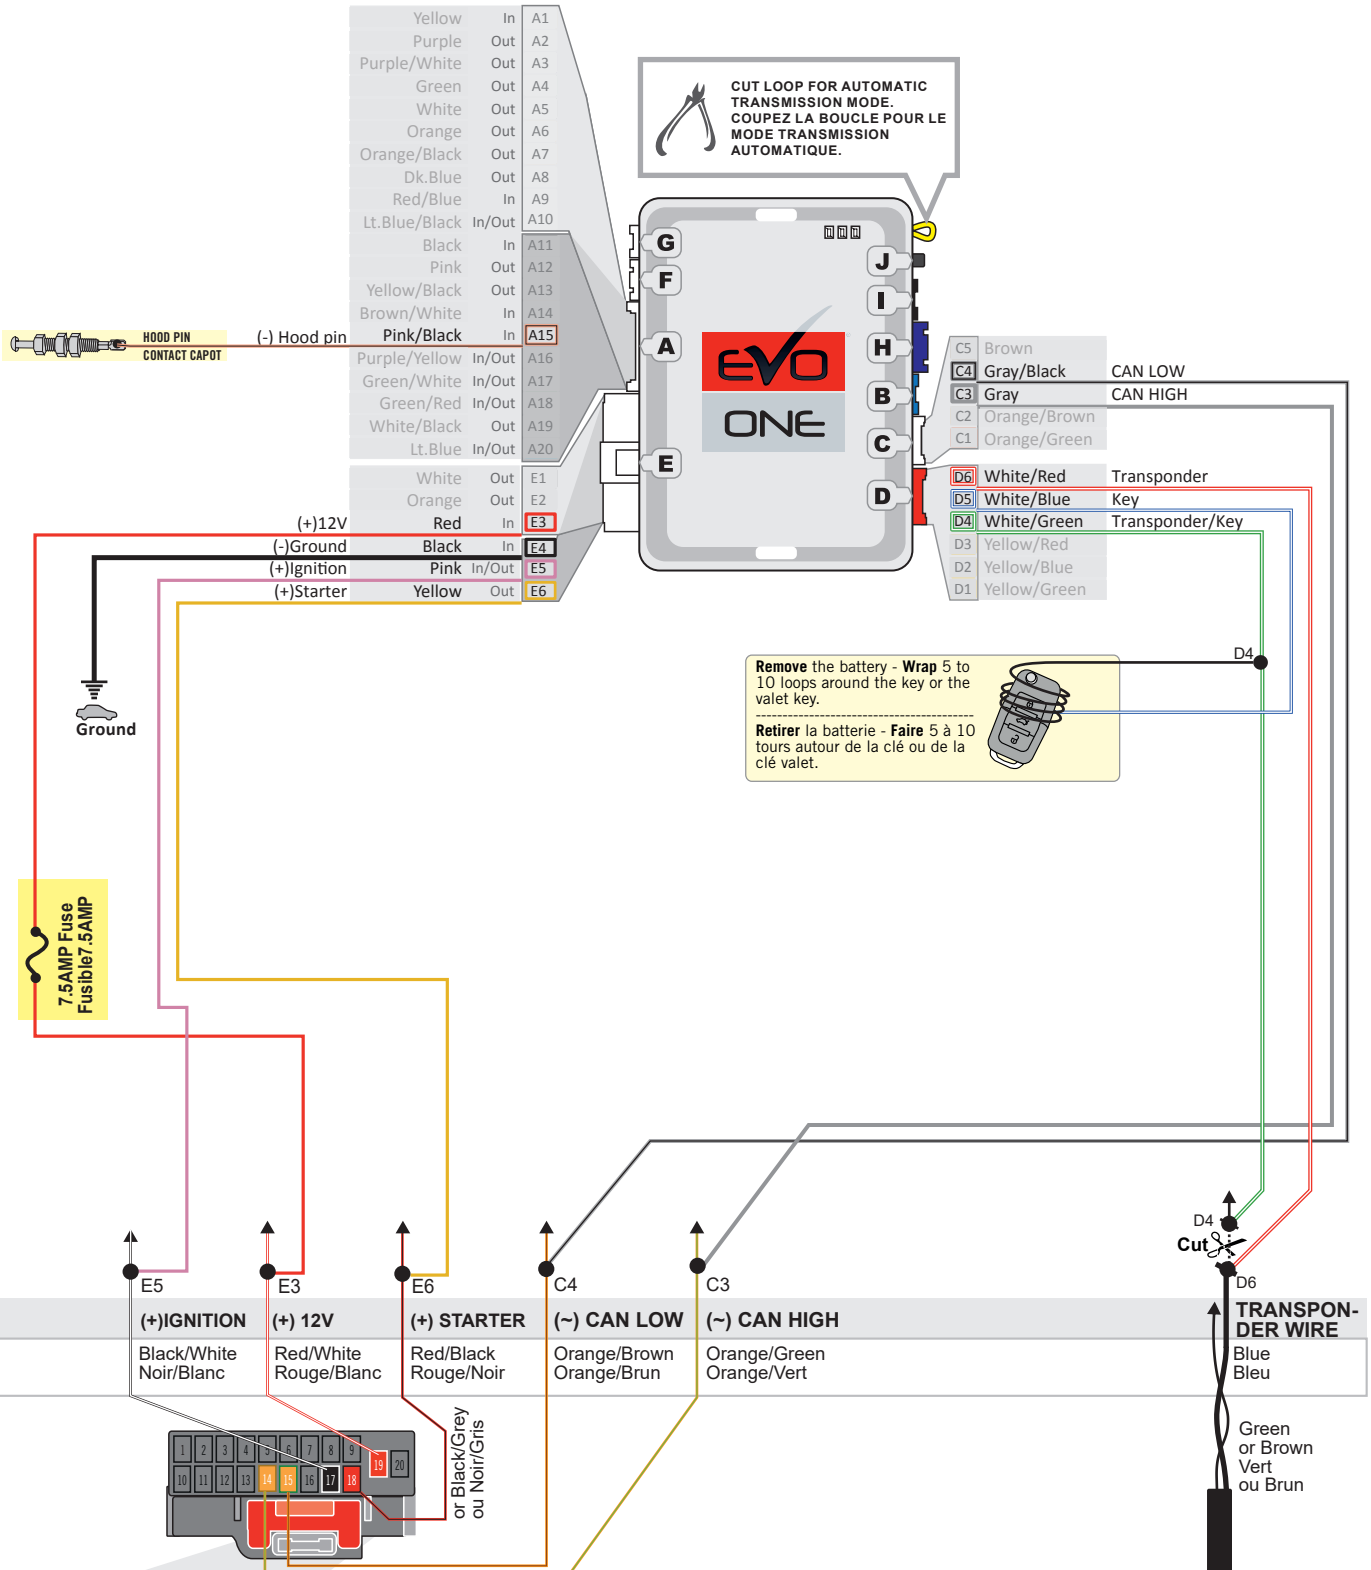 Yellow In A1
Purple Out A2
Purple/White Out A3
Green Out A4
White Out A5
Orange Out A6
Orange/Black Out A7
Dk.Blue Out A8
Red/Blue In A9
Lt.Blue/Black In/Out A10
Black In A11
Pink Out A12
Yellow/Black Out A13
Brown/White In A14
(-) Hood pin Pink/Black In A15
Purple/Yellow In/Out A16
Green/White In/Out A17
Green/Red In/Out A18
White/Black Out A19
Lt.Blue In/Out A20
White Out E1
Orange Out E2
(+)12V Red In E3
(-)Ground Black In E4
(+)Ignition Pink In/Out E5
(+)Starter Yellow Out E6
HOOD PIN
CONTACT CAPOT
CUT LOOP FOR AUTOMATIC
TRANSMISSION MODE.
COUPEZ LA BOUCLE POUR LE
MODE TRANSMISSION
AUTOMATIQUE.
G
F
A
E
J
I
H
B
C
D
EVO
ONE
C5 Brown
C4 Gray/Black CAN LOW
C3 Gray CAN HIGH
C2 Orange/Brown
C1 Orange/Green
D6 White/Red Transponder
D5 White/Blue Key
D4 White/Green Transponder/Key
D3 Yellow/Red
D2 Yellow/Blue
D1 Yellow/Green
Ground
Remove the battery - Wrap 5 to
10 loops around the key or the
valet key.
Retirer la batterie - Faire 5 à 10
tours autour de la clé ou de la
clé valet.
D4
7.5AMP Fuse
Fusible7.5AMP
D4
Cut
D6
E5
E3
E6
C4
C3
(+)IGNITION
(+) 12V
(+) STARTER
(~) CAN LOW
(~) CAN HIGH
TRANSPON-
DER WIRE
Black/White
Noir/Blanc
Red/White
Rouge/Blanc
Red/Black
Rouge/Noir
Orange/Brown
Orange/Brun
Orange/Green
Orange/Vert
Blue
Bleu
or Black/Grey
ou Noir/Gris
Green
or Brown
Vert
ou Brun
1 2 3 4 5 6 7 8 9 19 20
10 11 12 13 14 15 16 17 18